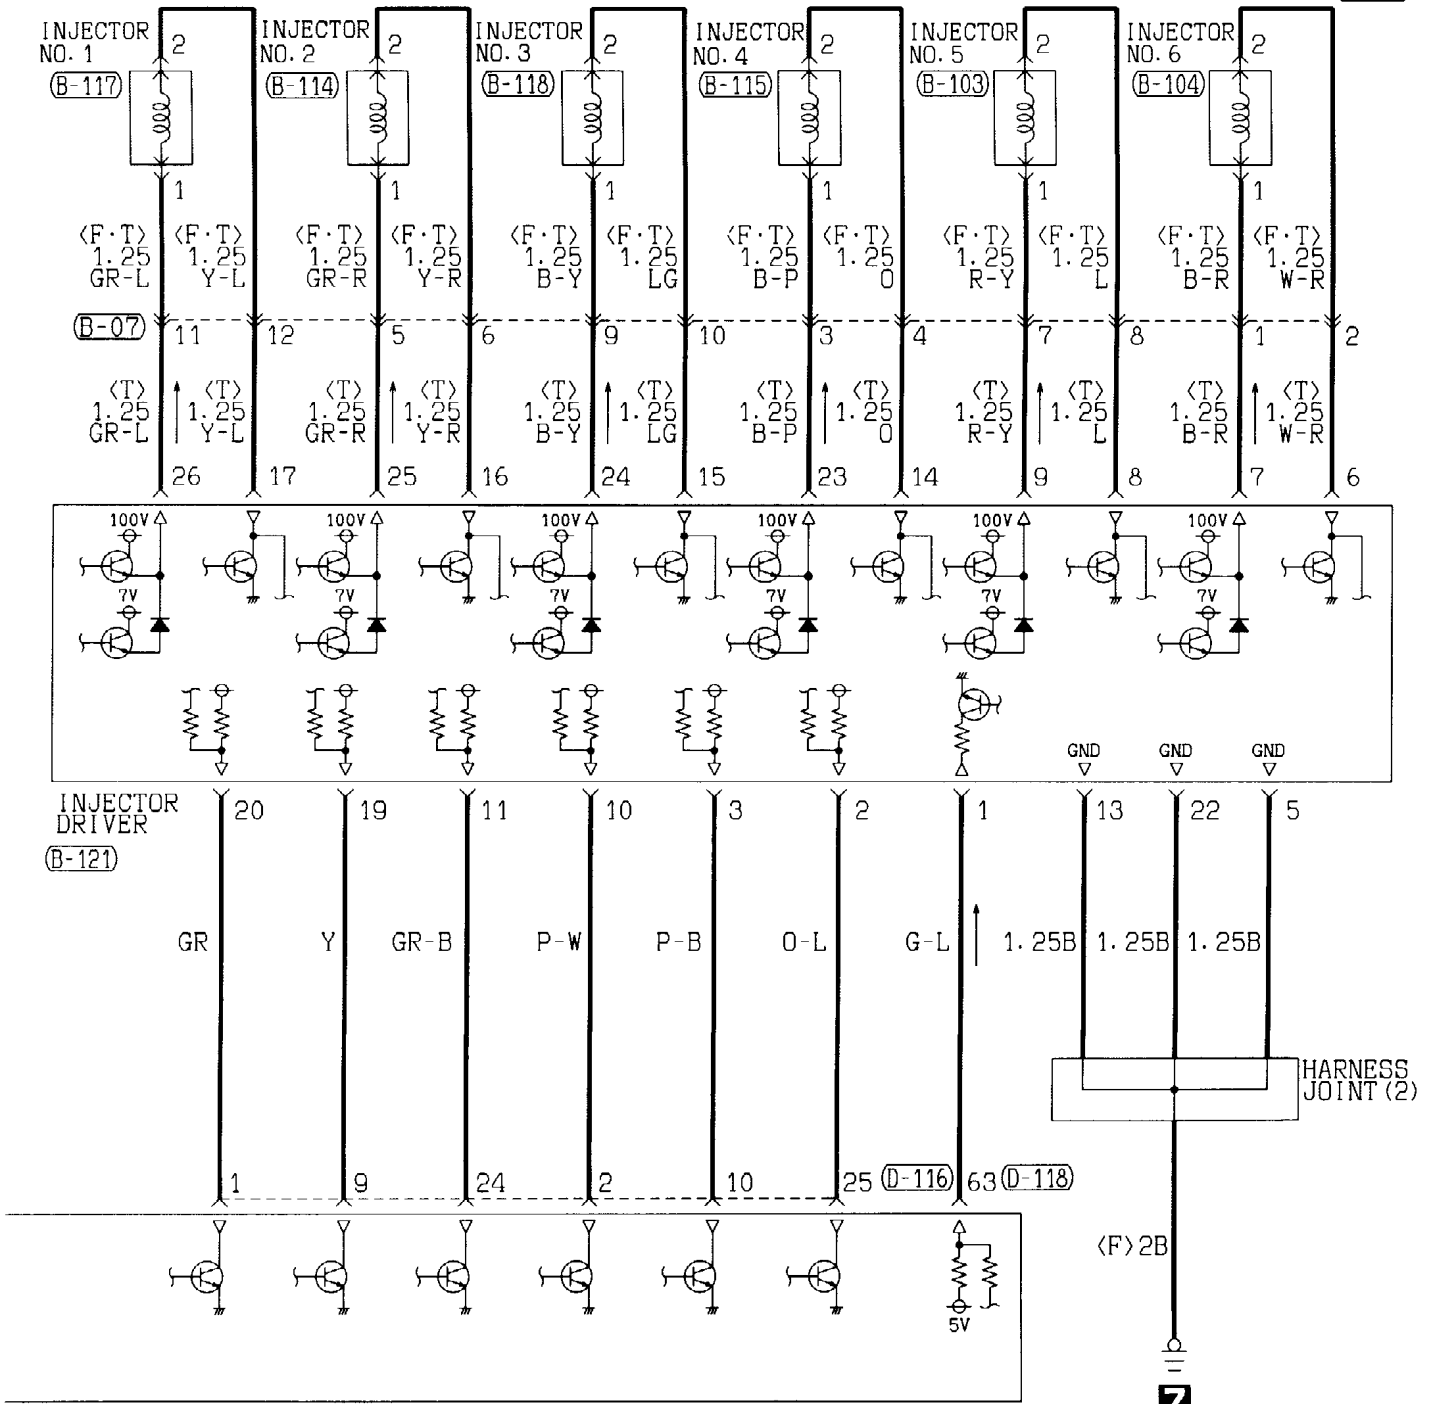 INJECTOR NO. 1
2
B-117
INJECTOR NO. 2
2
B-114
INJECTOR NO. 3
2
B-118
INJECTOR NO. 4
2
B-115
INJECTOR NO. 5
2
B-103
INJECTOR NO. 6
2
B-104
1 1 1 1 1 1
<F·T> <F·T> <F·T> <F·T> <F·T> <F·T> <F·T> <F·T> <F·T> <F·T> <F·T> <F·T>
1.25 1.25 1.25 1.25 1.25 1.25 1.25 1.25 1.25 1.25 1.25 1.25
GR-L Y-L GR-R Y-R B-Y LG B-P O R-Y L B-R W-R
B-07 11 12 5 6 9 10 3 4 7 8 1 2
<T> <T> <T> <T> <T> <T> <T> <T> <T> <T> <T> <T>
1.25 1.25 1.25 1.25 1.25 1.25 1.25 1.25 1.25 1.25 1.25 1.25
GR-L Y-L GR-R Y-R B-Y LG B-P O R-Y L B-R W-R
26 17 25 16 24 15 23 14 9 8 7 6
100V 100V 100V 100V 100V 100V
7V 7V 7V 7V 7V 7V
GND GND GND
INJECTOR DRIVER
B-121
20 19 11 10 3 2 1 13 22 5
GR Y GR-B P-W P-B O-L G-L 1.25B 1.25B 1.25B
HARNESS JOINT (2)
1 9 24 2 10 25 D-116 63 D-118
<F>2B
5V
7